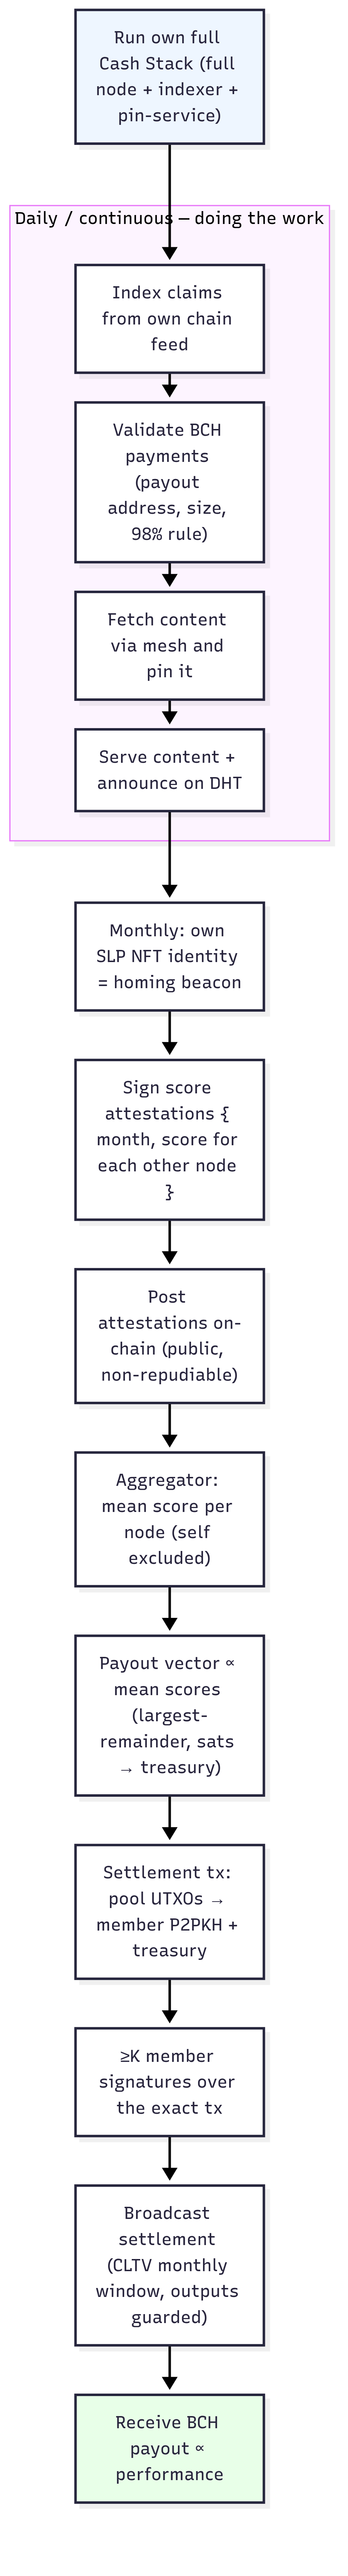 Run own full
Cash Stack (full
node + indexer +
pin-service)
Daily / continuous — doing the work
Index claims
from own chain
feed
Validate BCH
payments
(payout
address, size,
98% rule)
Fetch content
via mesh and
pin it
Serve content +
announce on DHT
Monthly: own
SLP NFT identity
= homing beacon
Sign score
attestations {
month, score for
each other node
}
Post
attestations on-
chain (public,
non-repudiable)
Aggregator:
mean score per
node (self
excluded)
Payout vector ∝
mean scores
(largest-
remainder, sats
→ treasury)
Settlement tx:
pool UTXOs →
member P2PKH +
treasury
≥K member
signatures over
the exact tx
Broadcast
settlement
(CLTV monthly
window, outputs
guarded)
Receive BCH
payout ∝
performance